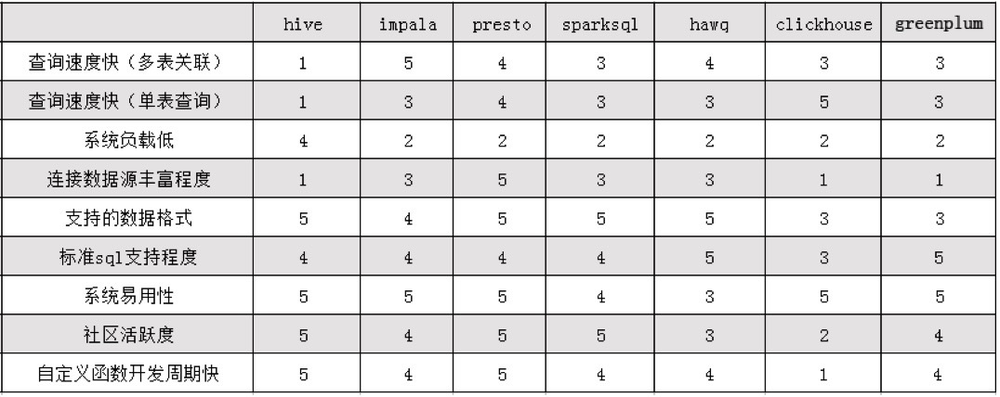 hive impala presto sparksql hawq clickhouse greenplum
查询速度快（多表关联） 1 5 4 3 4 3 3
查询速度快（单表查询） 1 3 4 3 3 5 3
系统负载低 4 2 2 2 2 2 2
连接数据源丰富程度 1 3 5 3 3 1 1
支持的数据格式 5 4 5 5 5 3 3
标准sql支持程度 4 4 4 4 5 3 5
系统易用性 5 5 5 4 3 5 5
社区活跃度 5 4 5 5 3 2 4
自定义函数开发周期快 5 4 5 4 4 1 4